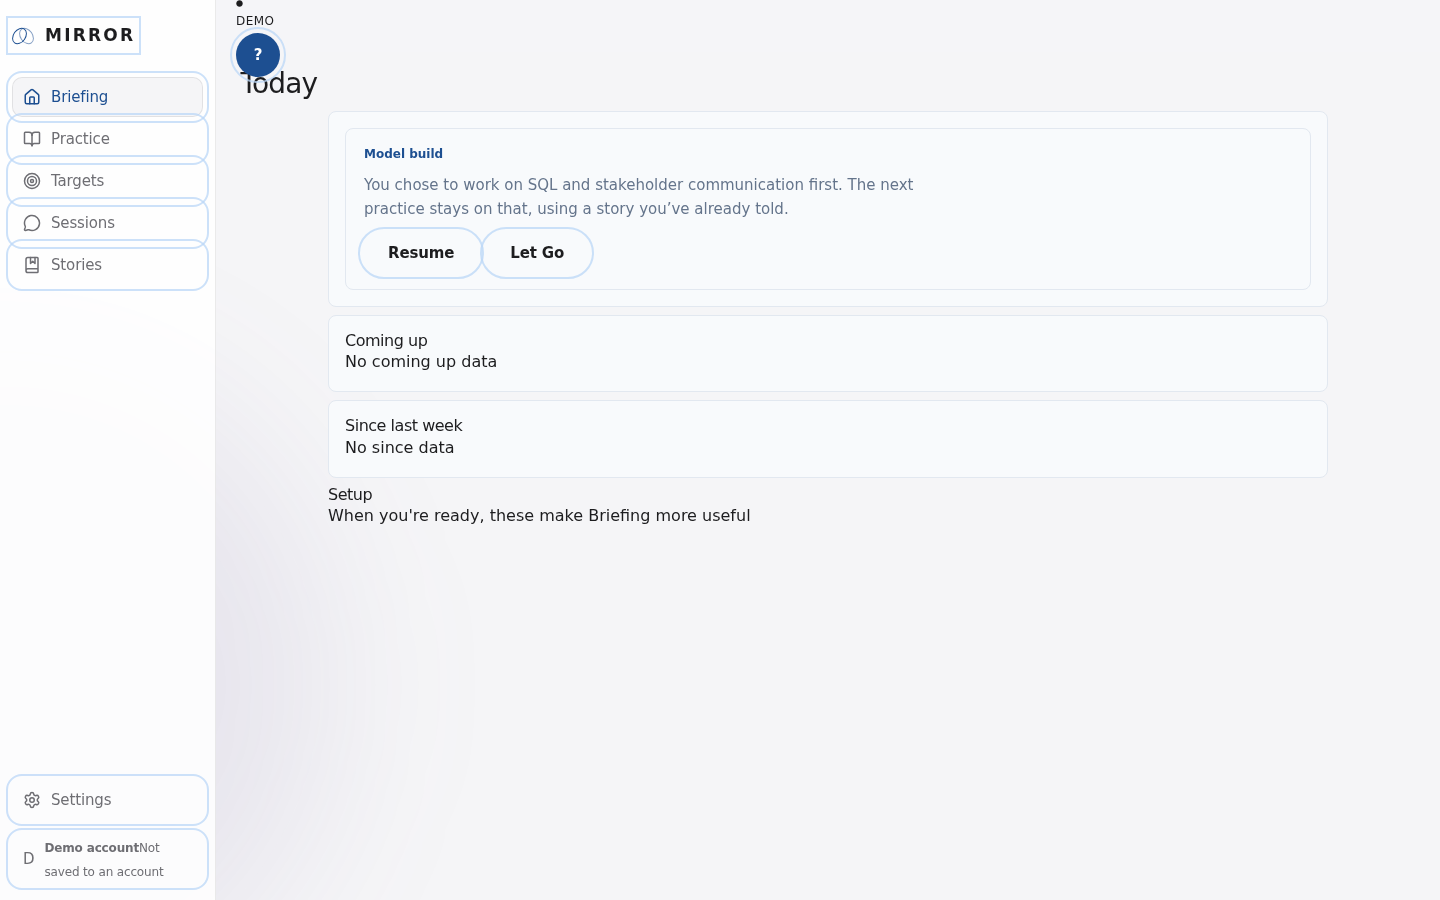 MIRROR
Briefing
Practice
Targets
Sessions
Stories
Settings
D
Demo accountNot
saved to an account
DEMO
?
Today
Model build
You chose to work on SQL and stakeholder communication first. The next
practice stays on that, using a story you’ve already told.
Resume
Let Go
Coming up
No coming up data
Since last week
No since data
Setup
When you're ready, these make Briefing more useful